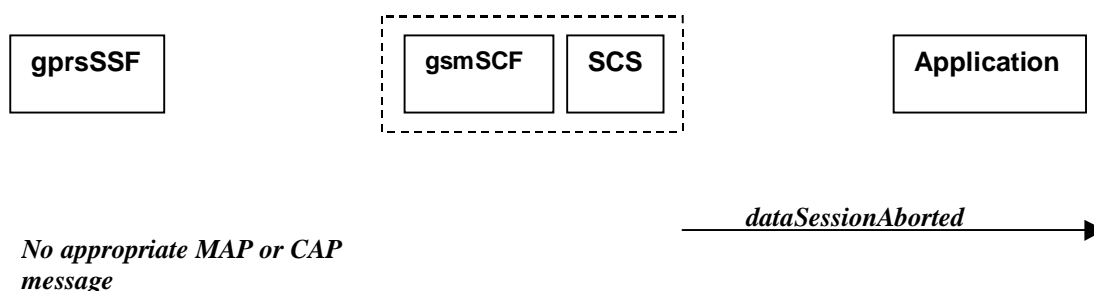 gprsSSF
gsmSCF
SCS
Application
dataSessionAborted
No appropriate MAP or CAP
message